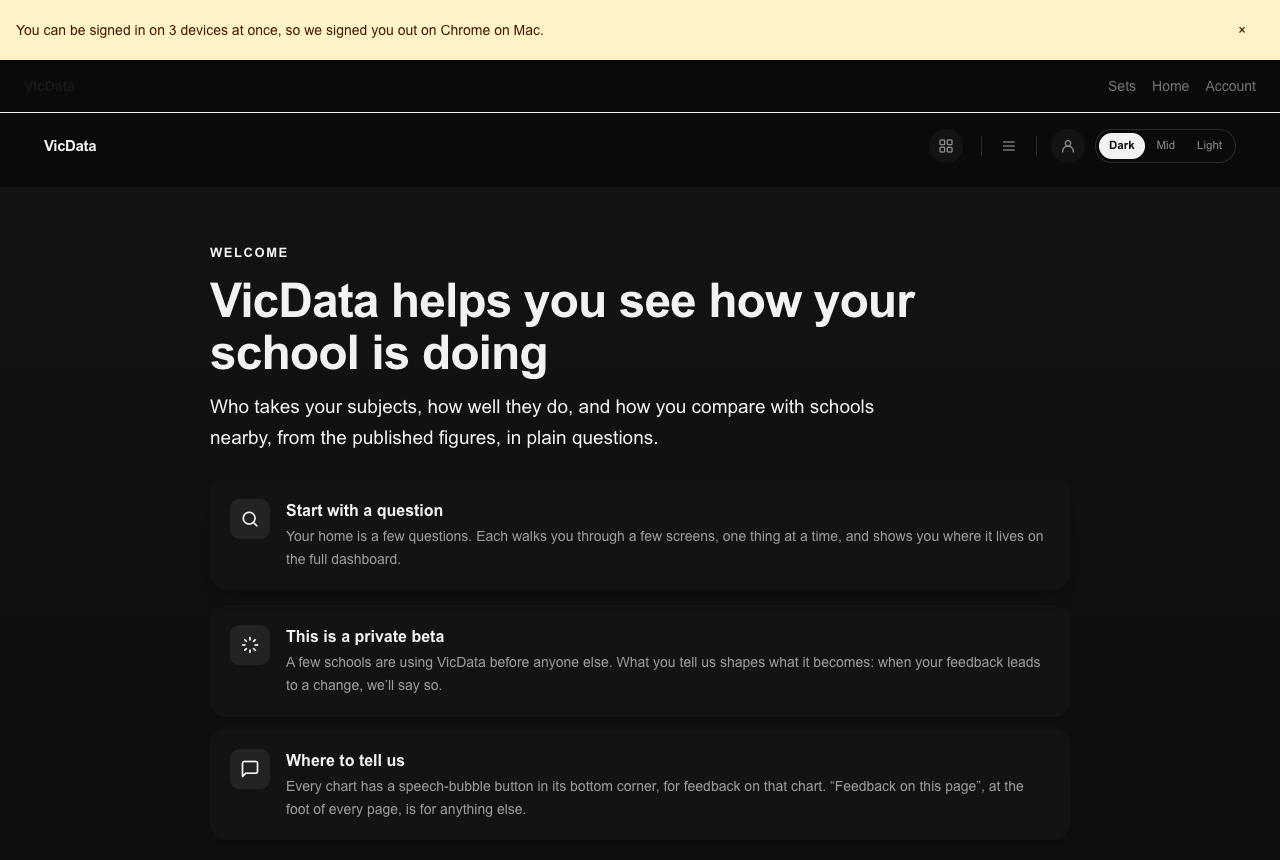 You can be signed in on 3 devices at once, so we signed you out on Chrome on Mac.
×
VicData
Sets
Home
Account
VicData
Dark
Mid
Light
WELCOME
VicData helps you see how your
school is doing
Who takes your subjects, how well they do, and how you compare with schools
nearby, from the published figures, in plain questions.
Start with a question
Your home is a few questions. Each walks you through a few screens, one thing at a time, and shows you where it lives on
the full dashboard.
This is a private beta
A few schools are using VicData before anyone else. What you tell us shapes what it becomes: when your feedback leads
to a change, we’ll say so.
Where to tell us
Every chart has a speech-bubble button in its bottom corner, for feedback on that chart. “Feedback on this page”, at the
foot of every page, is for anything else.